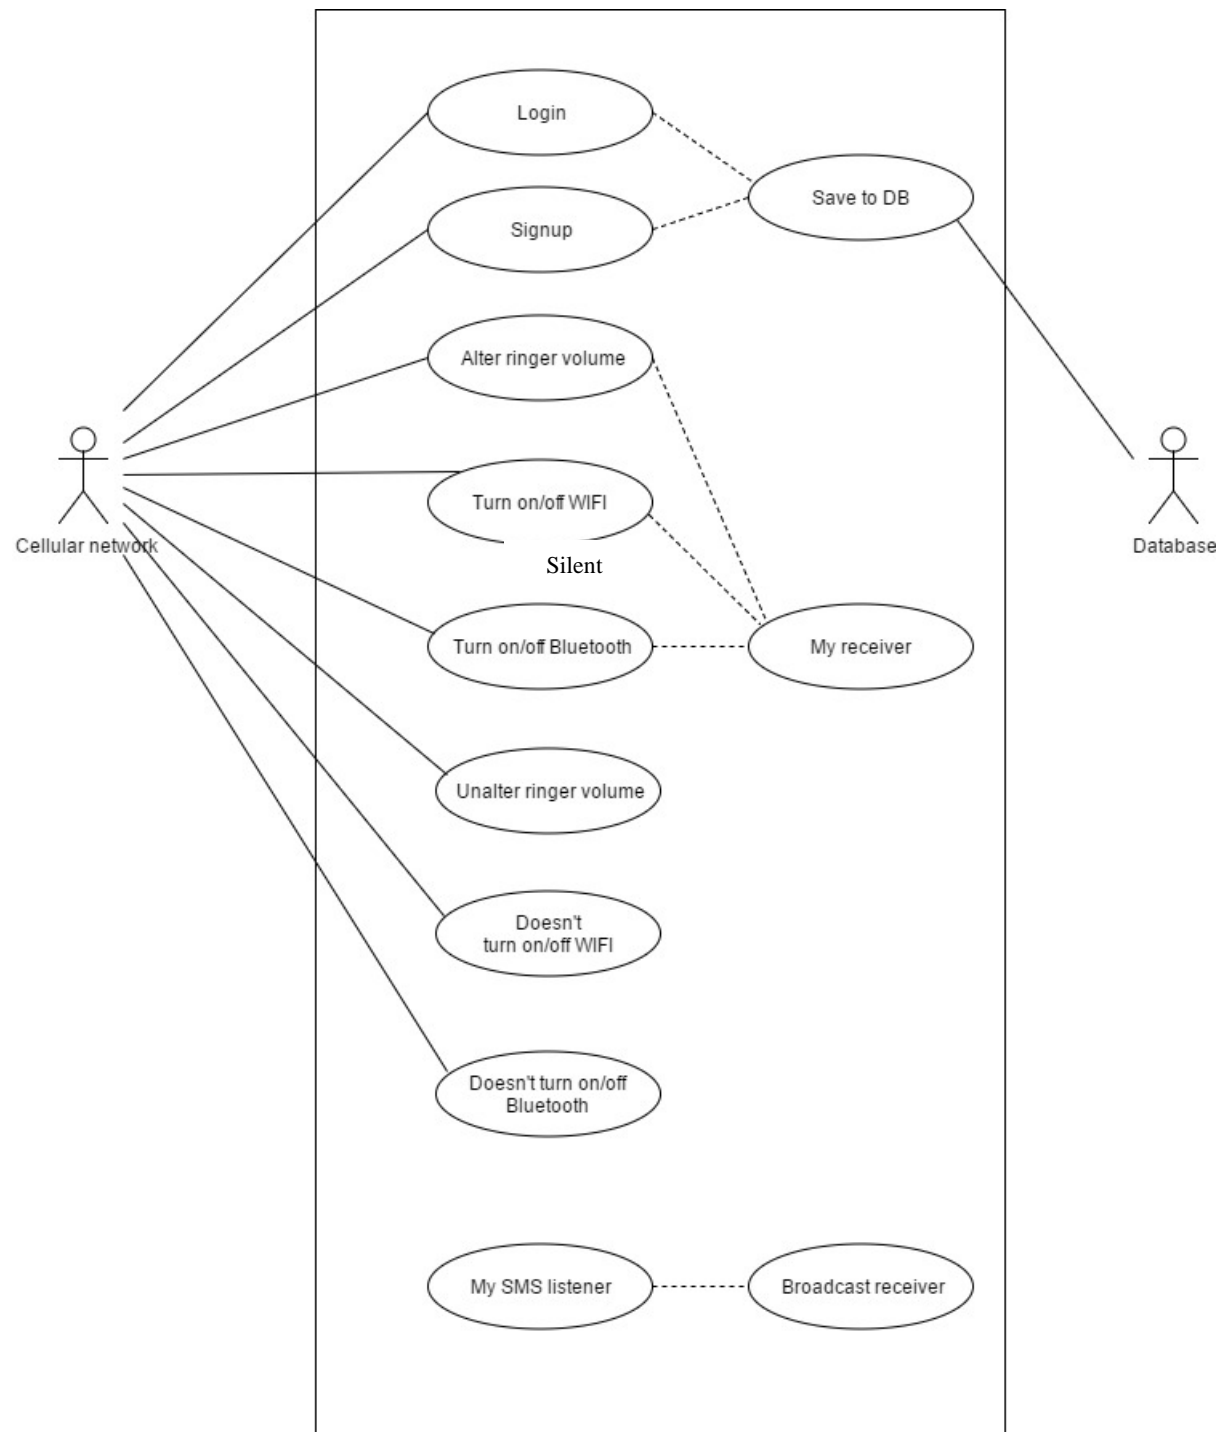 Login
Save to DB
Signup
Alter ringer volume
Turn on/off WIFI
Cellular network
Database
Silent
Turn on/off Bluetooth
My receiver
Unalter ringer volume
Doesn't
turn on/off WIFI
Doesn't turn on/off
Bluetooth
My SMS listener
Broadcast receiver